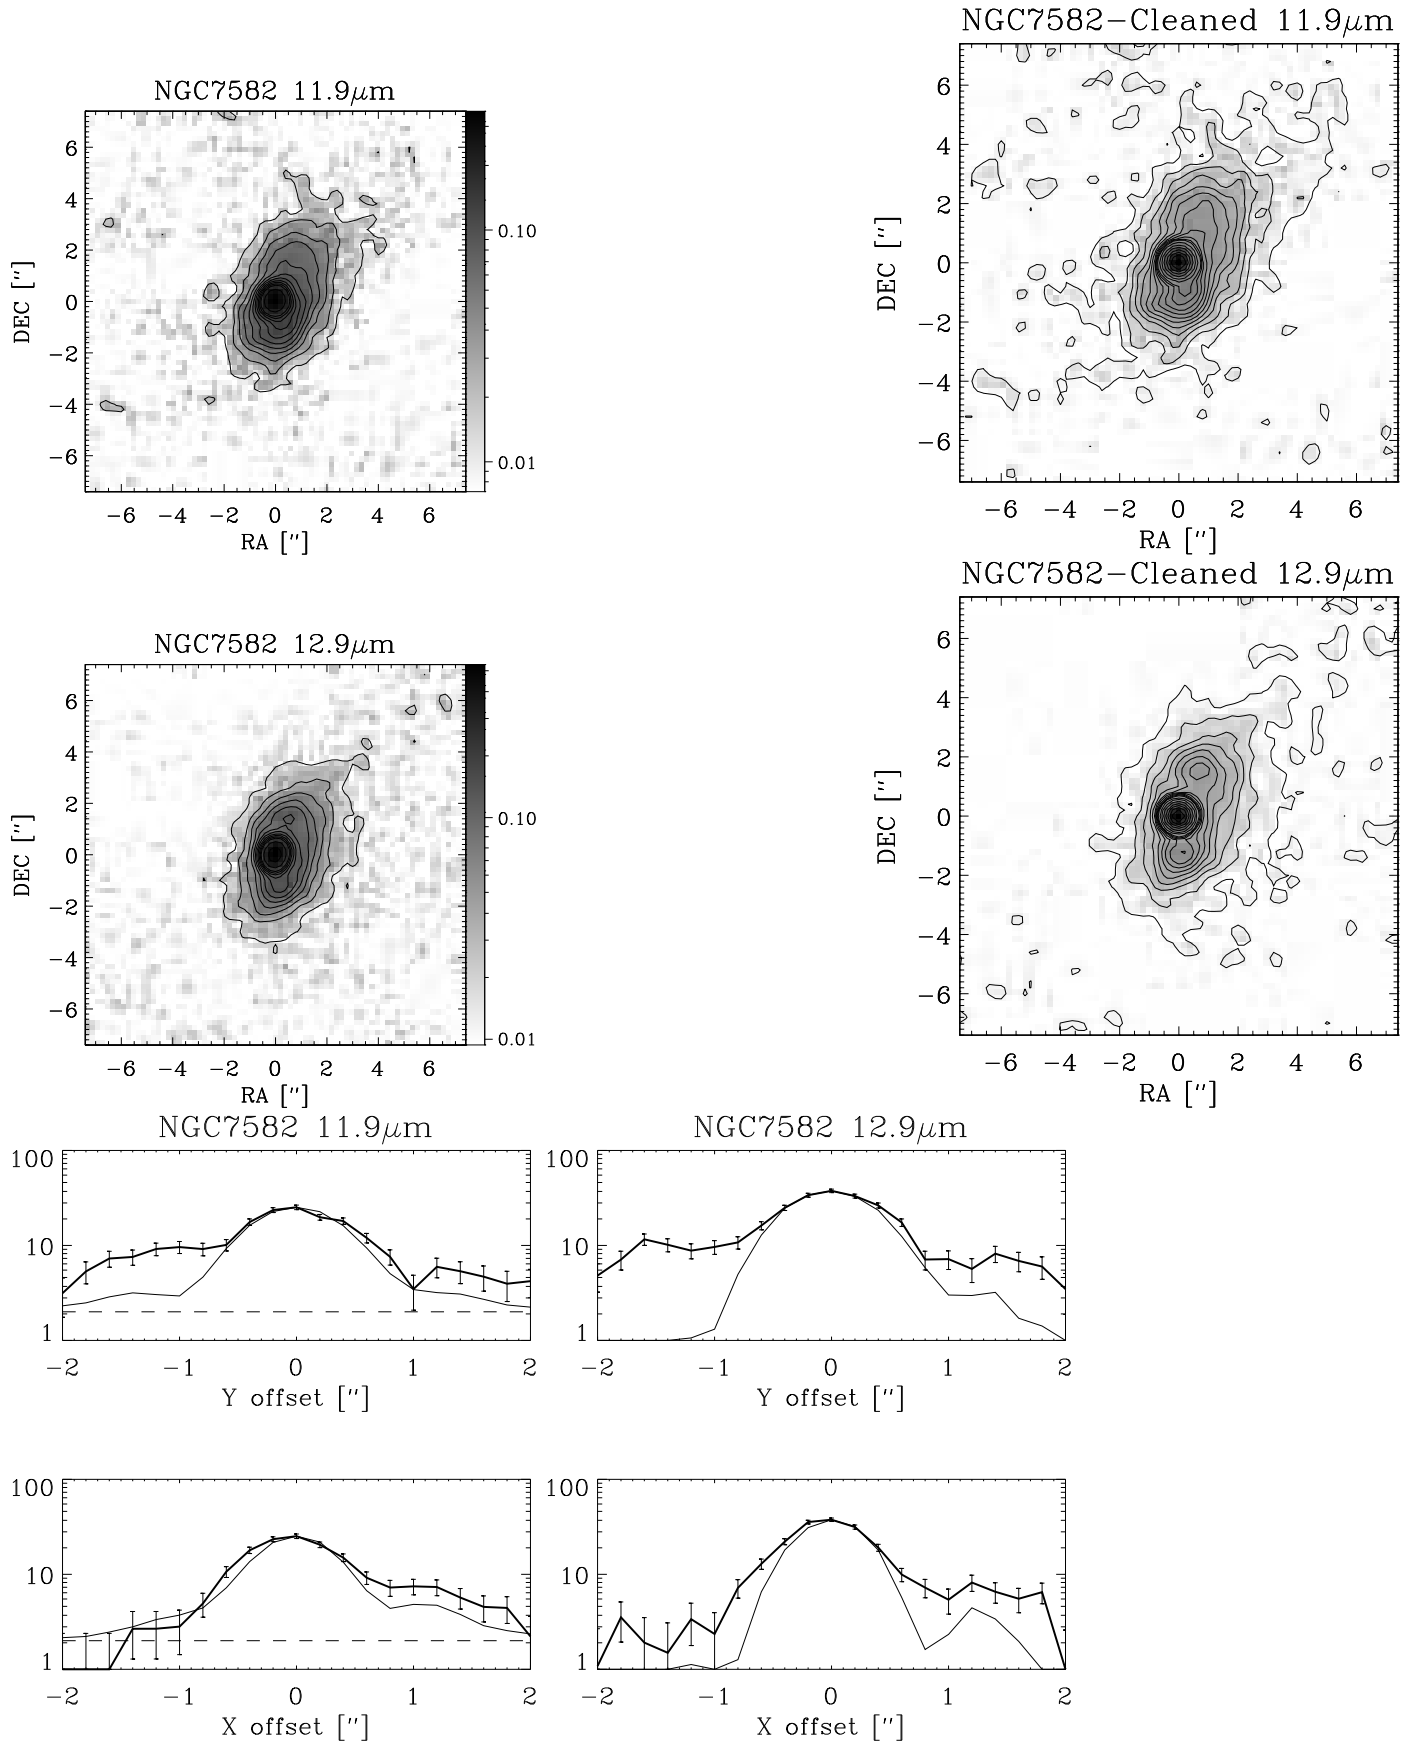 NGC7582-Cleaned 11.9μm
NGC7582 11.9μm
6
4
2
0
−2
−4
−6
DEC ["]
−6 −4 −2 0 2 4 6
RA ["]
0.10
0.01
6
4
2
0
−2
−4
−6
DEC ["]
−6 −4 −2 0 2 4 6
RA ["]
NGC7582-Cleaned 12.9μm
NGC7582 12.9μm
6
4
2
0
−2
−4
−6
DEC ["]
−6 −4 −2 0 2 4 6
RA ["]
0.10
0.01
6
4
2
0
−2
−4
−6
DEC ["]
−6 −4 −2 0 2 4 6
RA ["]
NGC7582 11.9μm
100
10
1
−2 −1 0 1 2
Y offset ["]
NGC7582 12.9μm
100
10
1
−2 −1 0 1 2
Y offset ["]
100
10
1
−2 −1 0 1 2
X offset ["]
100
10
1
−2 −1 0 1 2
X offset ["]